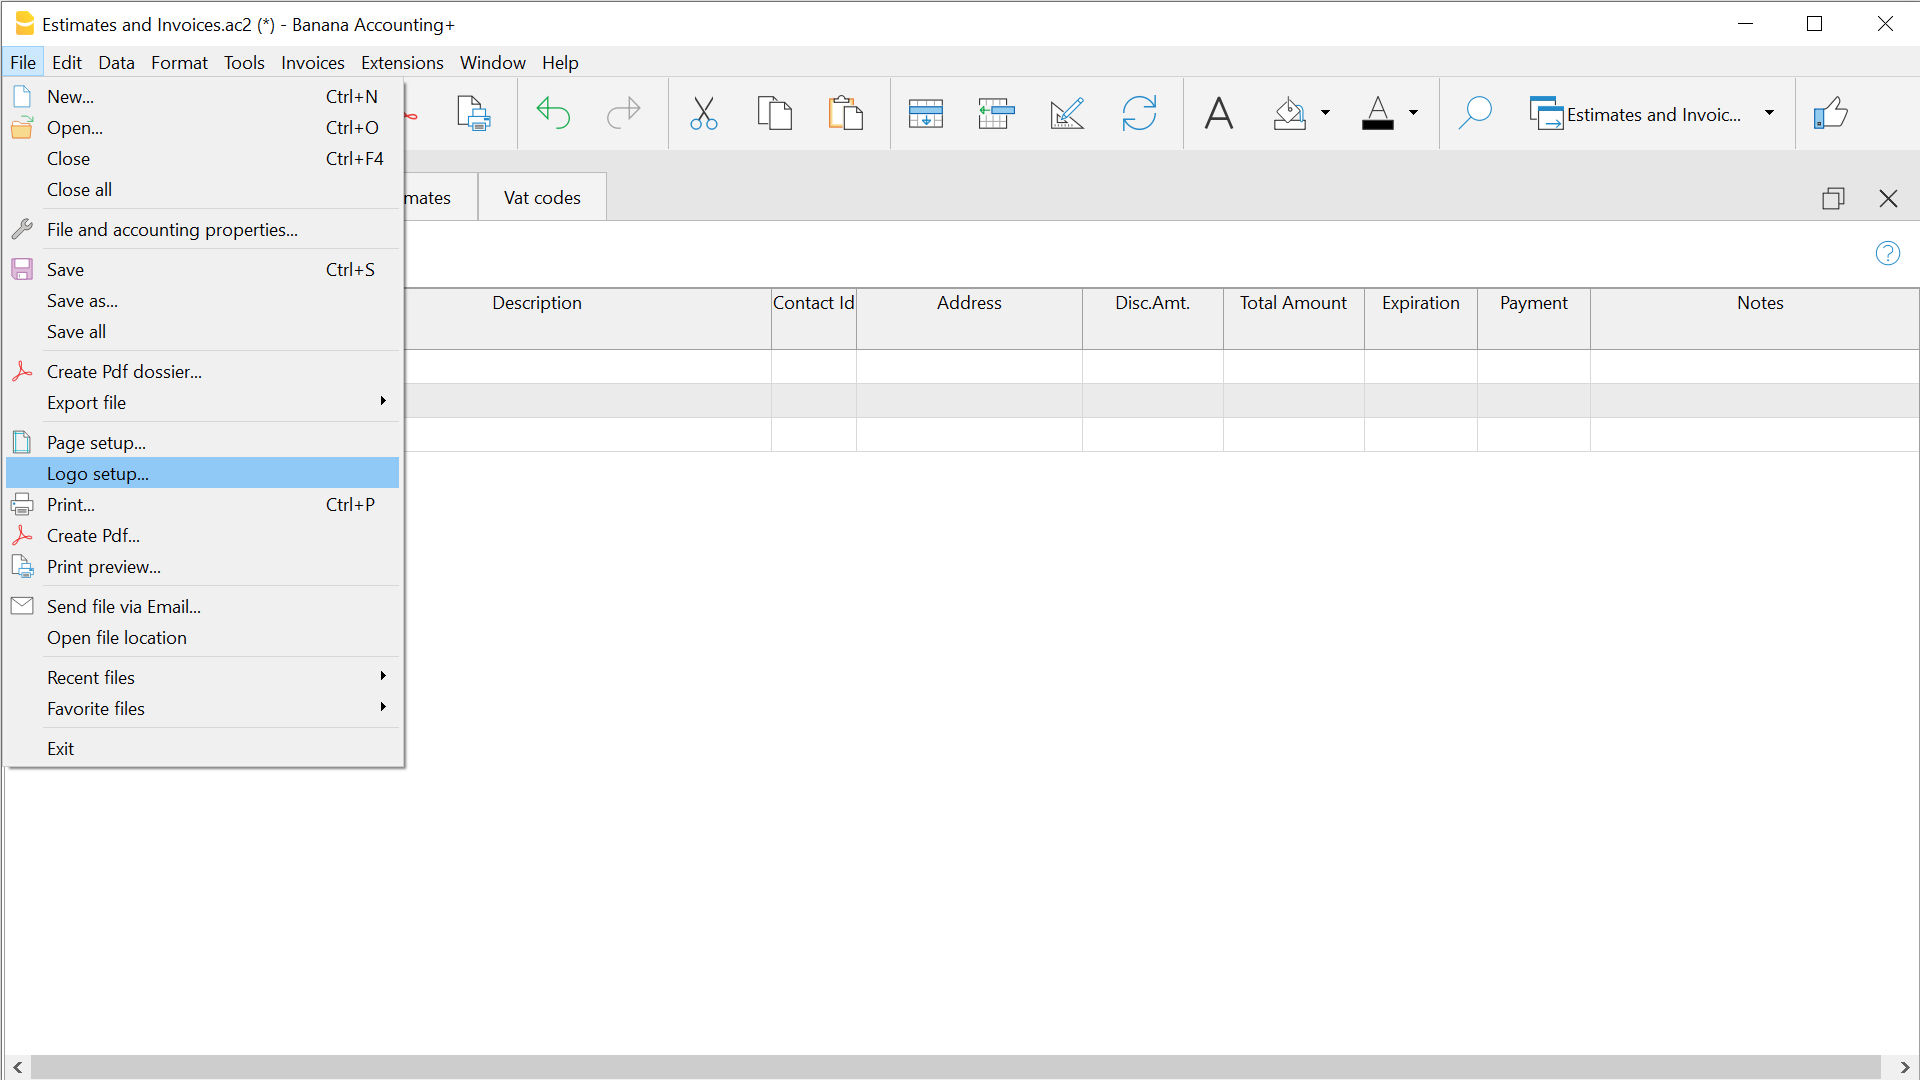 Estimates and Invoices.ac2 (*) - Banana Accounting+
File Edit Data Format Tools Invoices Extensions Window Help
New... Ctrl+N
Open... Ctrl+O
Close Ctrl+F4
Close all
File and accounting properties...
Save Ctrl+S
Save as...
Save all
Create Pdf dossier...
Export file
Page setup...
Logo setup...
Print... Ctrl+P
Create Pdf...
Print preview...
Send file via Email...
Open file location
Recent files
Favorite files
Exit
Estimates and Invoic...
mates
Vat codes
Description Contact Id Address Disc.Amt. Total Amount Expiration Payment Notes